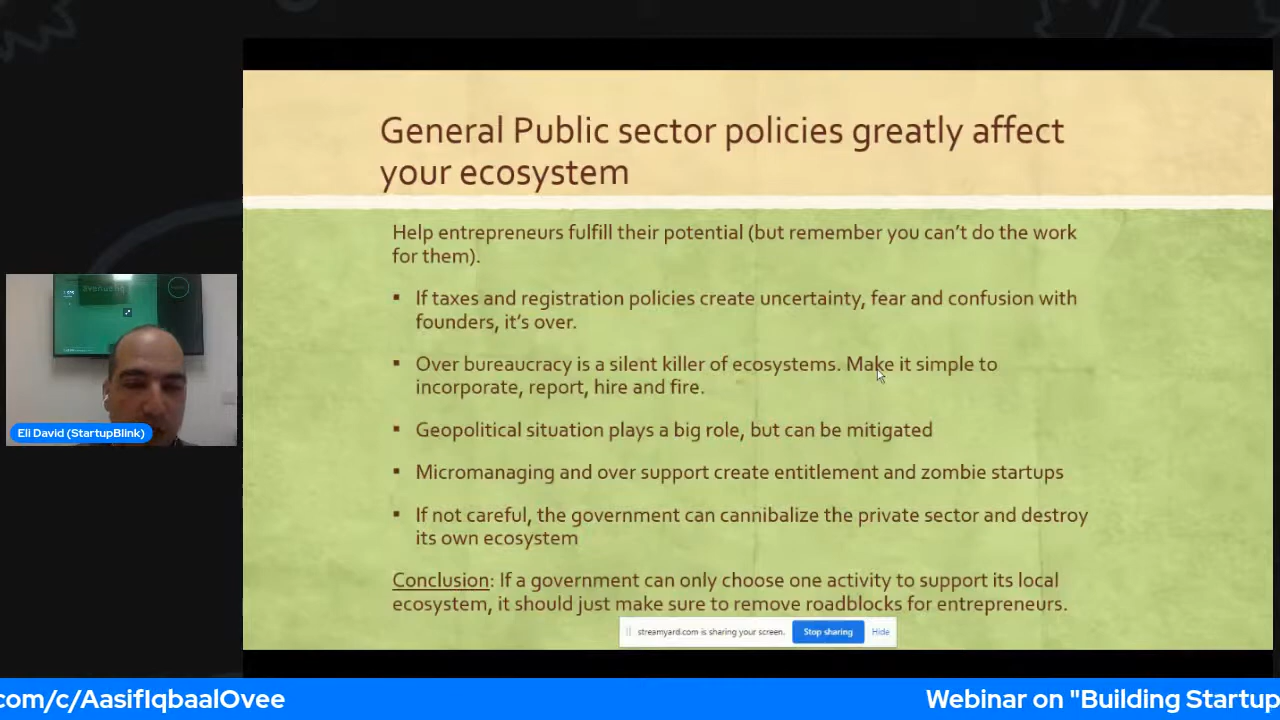 General Public sector policies greatly affect
your ecosystem
Help entrepreneurs fulfill their potential (but remember you can't do the work
for them).
▪ If taxes and registration policies create uncertainty, fear and confusion with
founders, it's over.
▪ Over bureaucracy is a silent killer of ecosystems. Make it simple to
incorporate, report, hire and fire.
▪ Geopolitical situation plays a big role, but can be mitigated
▪ Micromanaging and over support create entitlement and zombie startups
▪ If not careful, the government can cannibalize the private sector and destroy
its own ecosystem
Conclusion: If a government can only choose one activity to support its local
ecosystem, it should just make sure to remove roadblocks for entrepreneurs.
streamyard.com is sharing your screen.
Stop sharing
Hide
Eli David (StartupBlink)
com/c/AasifIqbaalOvee
Webinar on "Building Startup